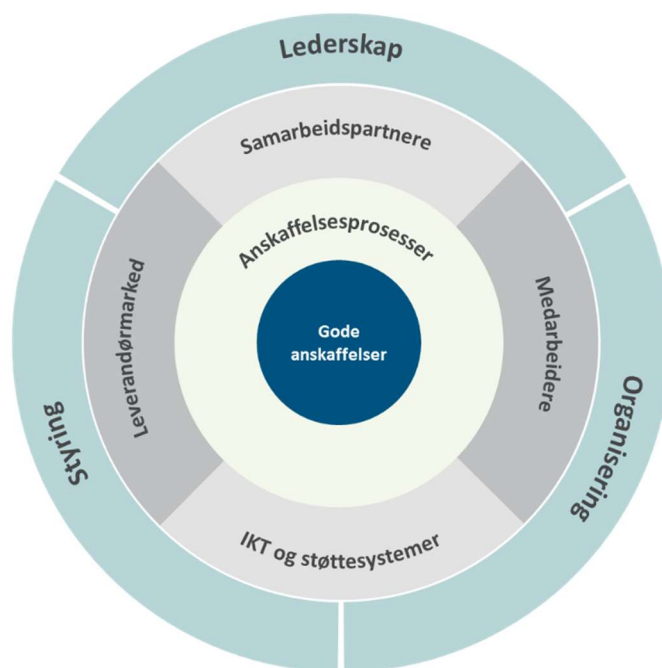 Lederskap
Samarbeidspartnere
Anskaffelsesprosesser
Gode
anskaffelser
Leverandørmarked
Medarbeidere
Styring
Organisering
IKT og støttesystemer